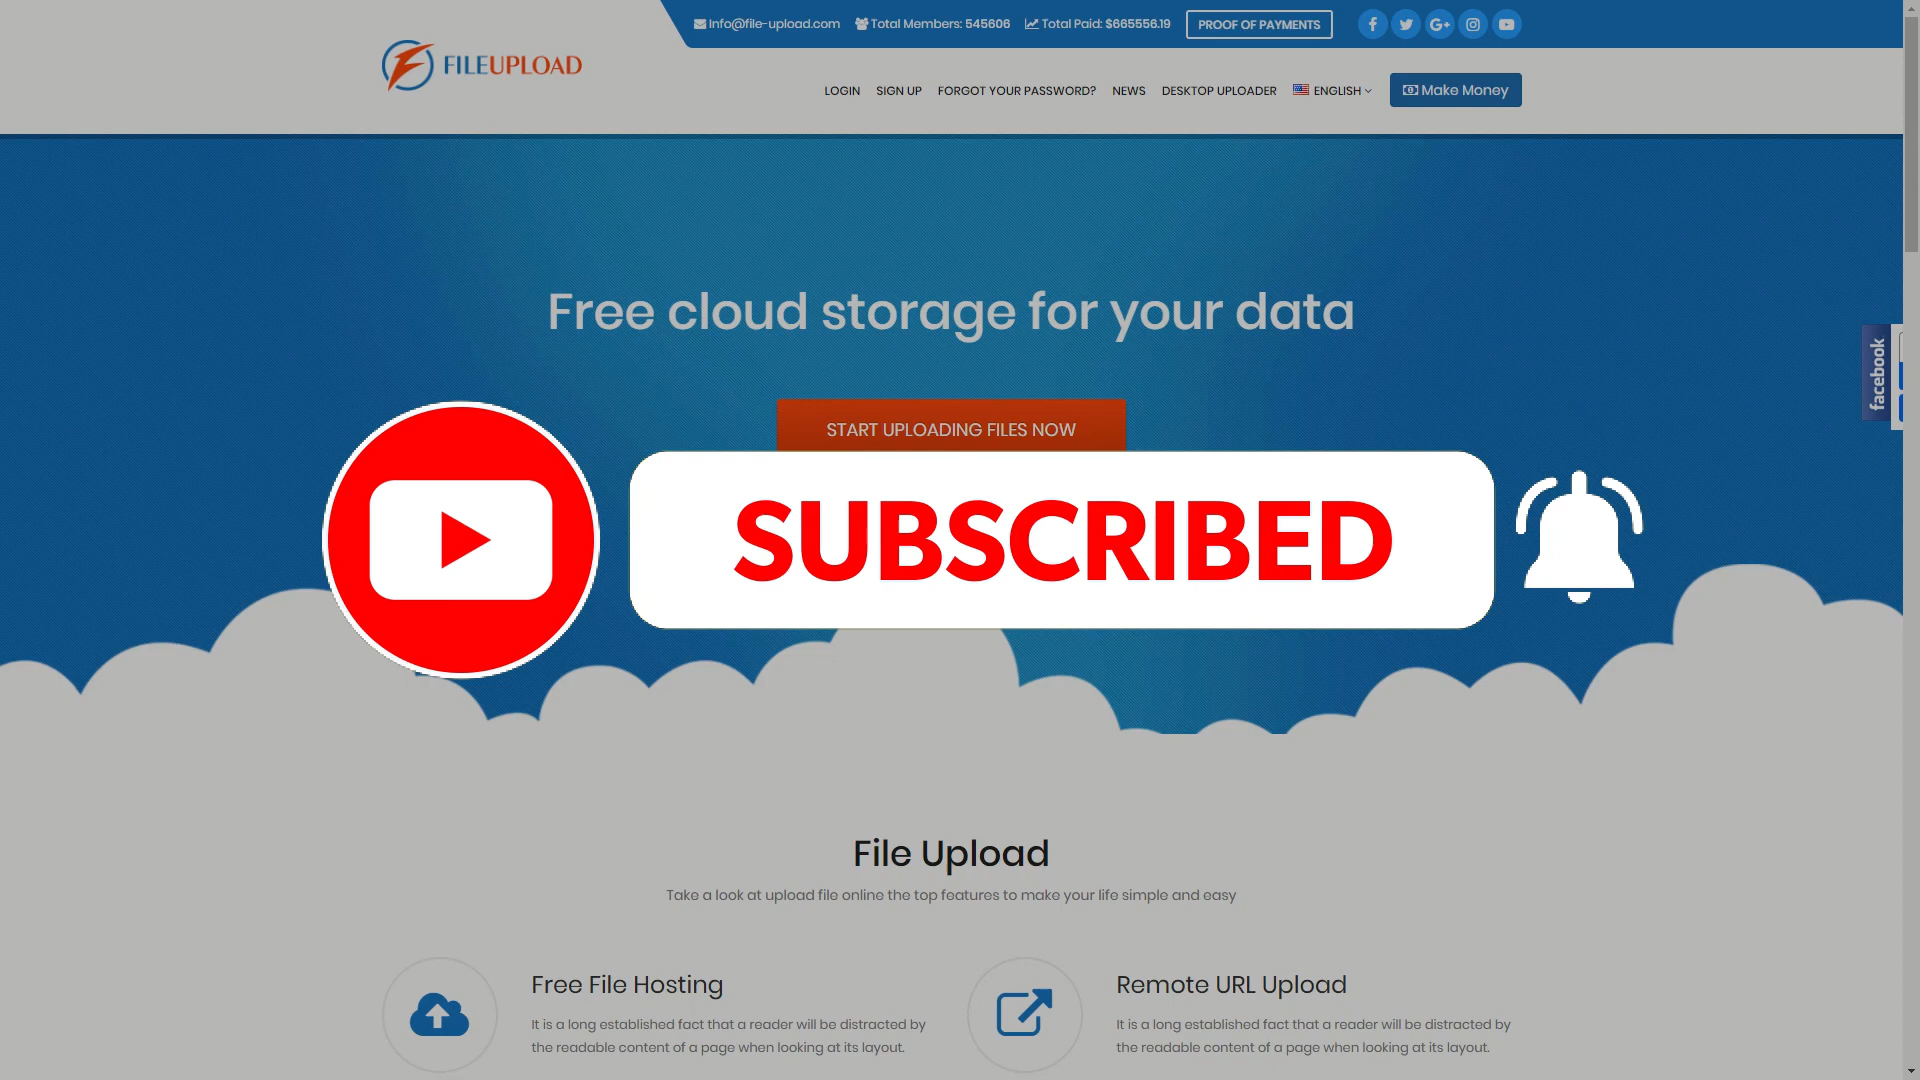 Info@file-upload.com Total Members: 545606 Total Paid: $665556.19 PROOF OF PAYMENTS
FILEUPLOAD
LOGIN SIGN UP FORGOT YOUR PASSWORD? NEWS DESKTOP UPLOADER ENGLISH Make Money
Free cloud storage for your data
facebook
START UPLOADING FILES NOW
SUBSCRIBED
File Upload
Take a look at upload file online the top features to make your life simple and easy
Free File Hosting
It is a long established fact that a reader will be distracted by
the readable content of a page when looking at its layout.
Remote URL Upload
It is a long established fact that a reader will be distracted by
the readable content of a page when looking at its layout.